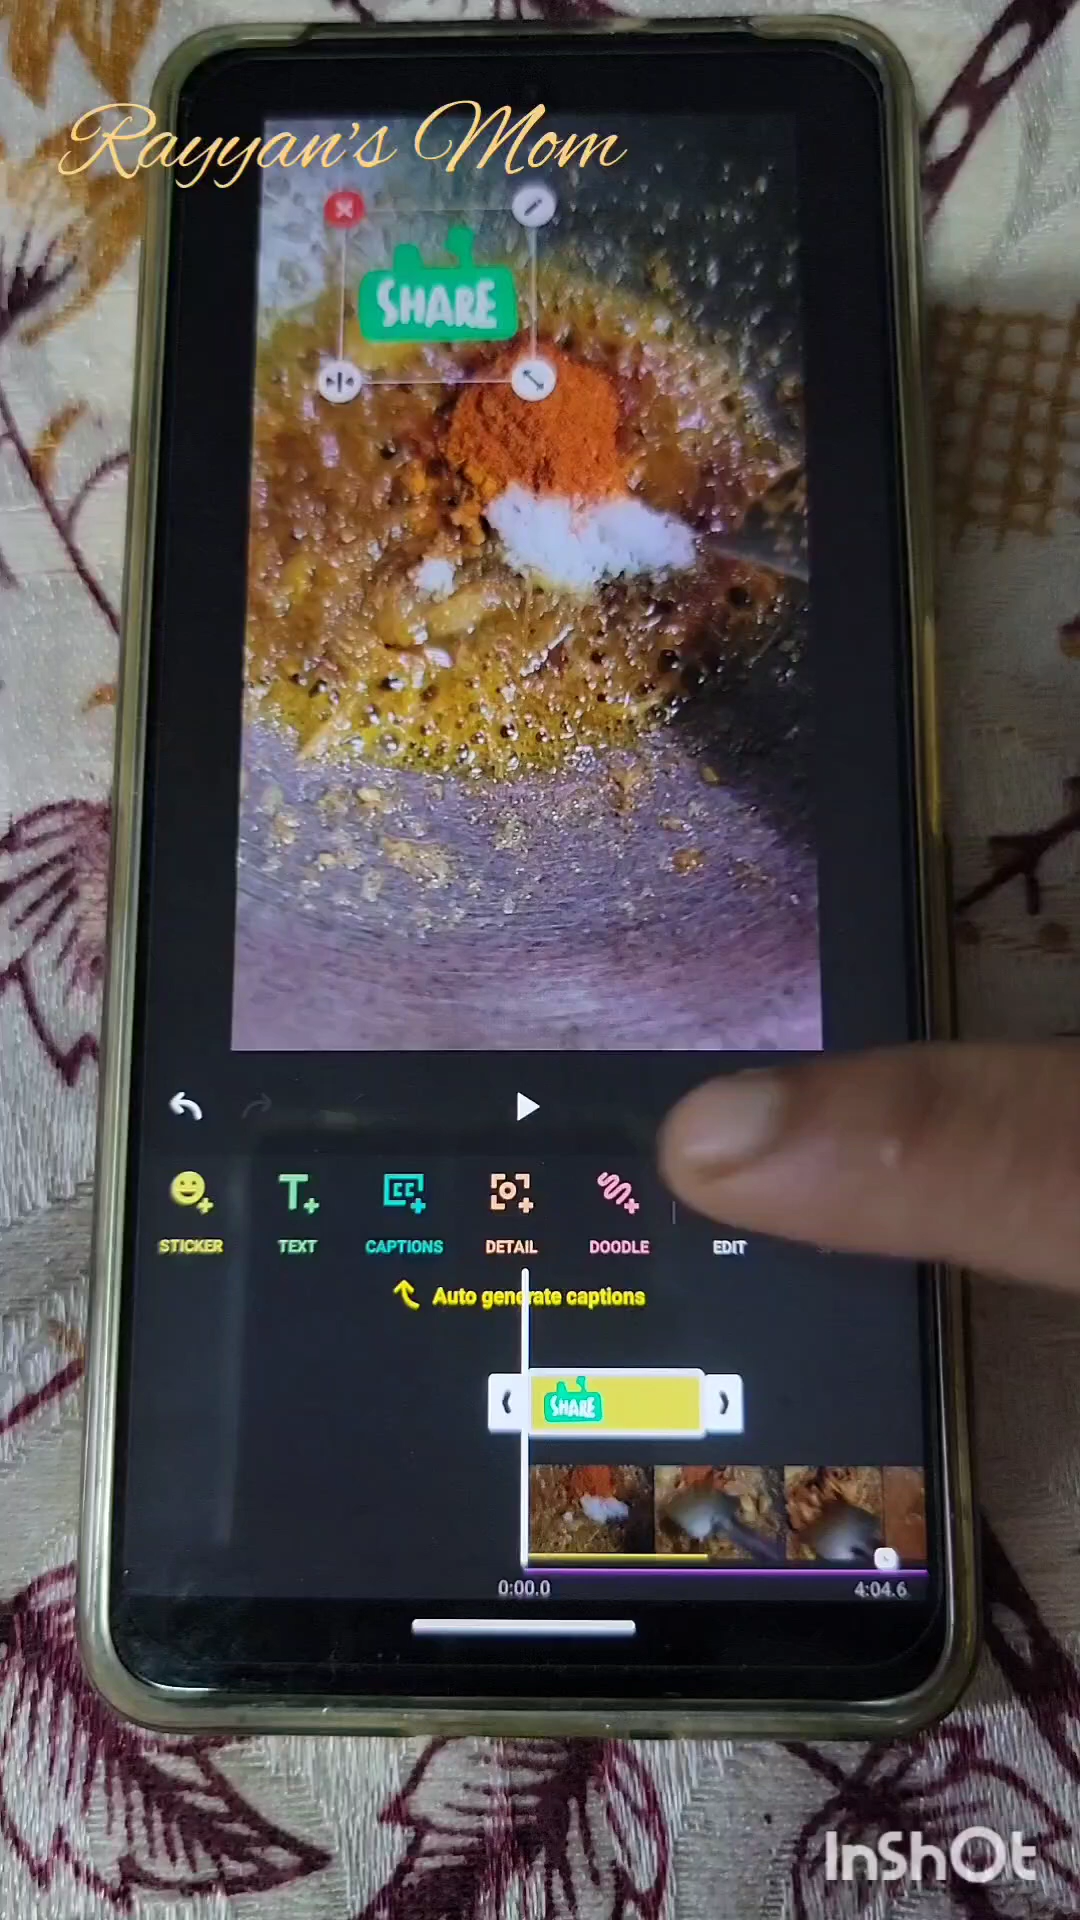 Rayyan's Mom
SHARE
STICKER
TEXT
CAPTIONS
DETAIL
DOODLE
EDIT
Auto generate captions
SHARE
0:00.0
4:04.6
InShOt